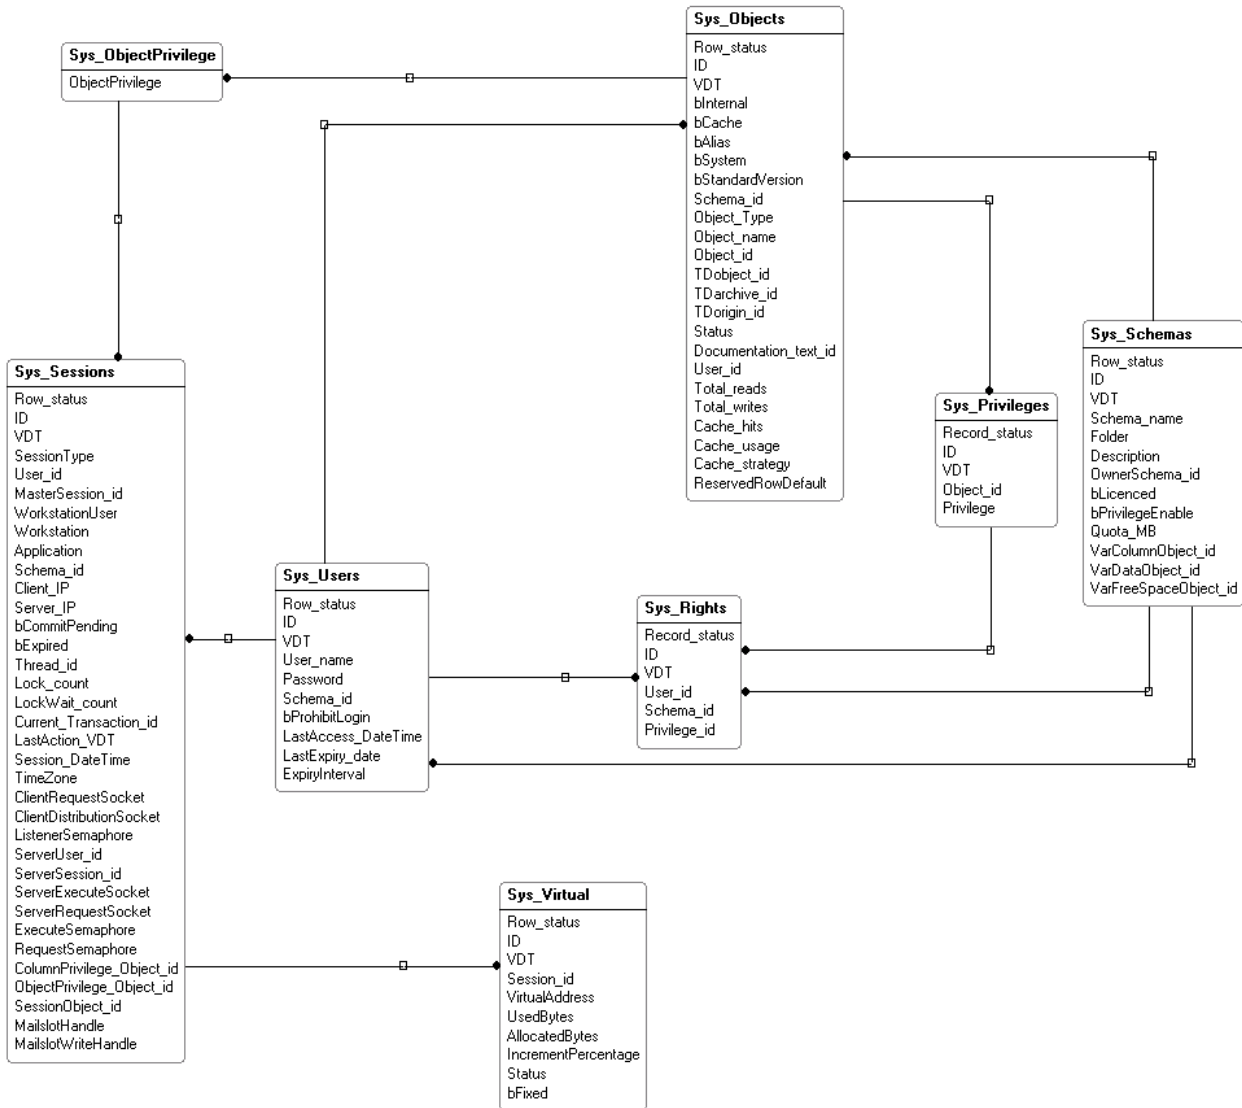 Sys_ObjectPrivilege
ObjectPrivilege
Sys_Objects
Row_status
ID
VDT
bInternal
bCache
bAlias
bSystem
bStandardVersion
Schema_id
Object_Type
Object_name
Object_id
TDobject_id
TDarchive_id
TDorigin_id
Status
Documentation_text_id
User_id
Total_reads
Total_writes
Cache_hits
Cache_usage
Cache_strategy
ReservedRowDefault
Sys_Schemas
Row_status
ID
VDT
Schema_name
Folder
Description
OwnerSchema_id
bLicenced
bPrivilegeEnable
Quota_MB
VarColumnObject_id
VarDataObject_id
VarFreeSpaceObject_id
Sys_Privileges
Record_status
ID
VDT
Object_id
Privilege
Sys_Sessions
Row_status
ID
VDT
SessionType
User_id
MasterSession_id
WorkstationUser
Workstation
Application
Schema_id
Client_IP
Server_IP
bCommitPending
bExpired
Thread_id
Lock_count
LockWait_count
Current_Transaction_id
LastAction_VDT
Session_DateTime
TimeZone
ClientRequestSocket
ClientDistributionSocket
ListenerSemaphore
ServerUser_id
ServerSession_id
ServerExecuteSocket
ServerRequestSocket
ExecuteSemaphore
RequestSemaphore
ColumnPrivilege_Object_id
ObjectPrivilege_Object_id
SessionObject_id
MailslotHandle
MailslotWriteHandle
Sys_Users
Row_status
ID
VDT
User_name
Password
Schema_id
bProhibitLogin
LastAccess_DateTime
LastExpiry_date
ExpiryInterval
Sys_Rights
Record_status
ID
VDT
User_id
Schema_id
Privilege_id
Sys_Virtual
Row_status
ID
VDT
Session_id
VirtualAddress
UsedBytes
AllocatedBytes
IncrementPercentage
Status
bFixed